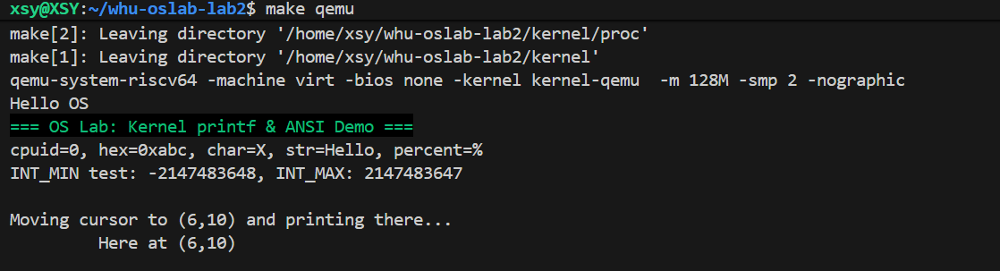 xsy@XSY:~/whu-oslab-lab2$ make qemu
make[2]: Leaving directory '/home/xsy/whu-oslab-lab2/kernel/proc'
make[1]: Leaving directory '/home/xsy/whu-oslab-lab2/kernel'
qemu-system-riscv64 -machine virt -bios none -kernel kernel-qemu  -m 128M -smp 2 -nographic
Hello OS
=== OS Lab: Kernel printf & ANSI Demo ===
cpuid=0, hex=0xabc, char=X, str=Hello, percent=%
INT_MIN test: -2147483648, INT_MAX: 2147483647
Moving cursor to (6,10) and printing there...
Here at (6,10)